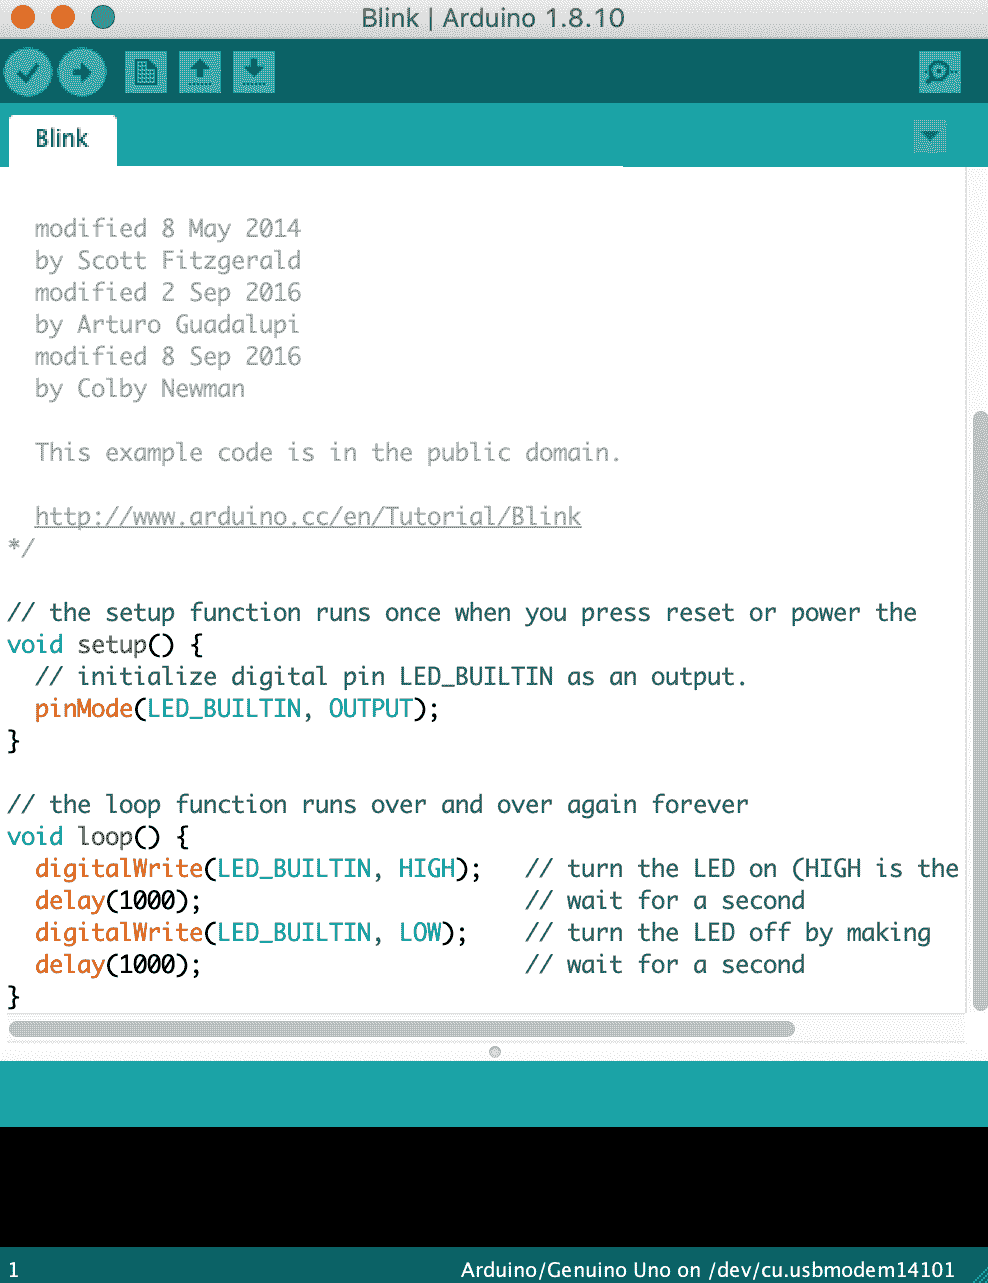 Blink | Arduino 1.8.10
Blink
modified 8 May 2014
by Scott Fitzgerald
modified 2 Sep 2016
by Arturo Guadalupi
modified 8 Sep 2016
by Colby Newman
This example code is in the public domain.
http://www.arduino.cc/en/Tutorial/Blink
*/
// the setup function runs once when you press reset or power the
void setup() {
  // initialize digital pin LED_BUILTIN as an output.
  pinMode(LED_BUILTIN, OUTPUT);
}
// the loop function runs over and over again forever
void loop() {
  digitalWrite(LED_BUILTIN, HIGH);   // turn the LED on (HIGH is the
  delay(1000);                       // wait for a second
  digitalWrite(LED_BUILTIN, LOW);    // turn the LED off by making
  delay(1000);                       // wait for a second
}
1 Arduino/Genuino Uno on /dev/cu.usbmodem14101